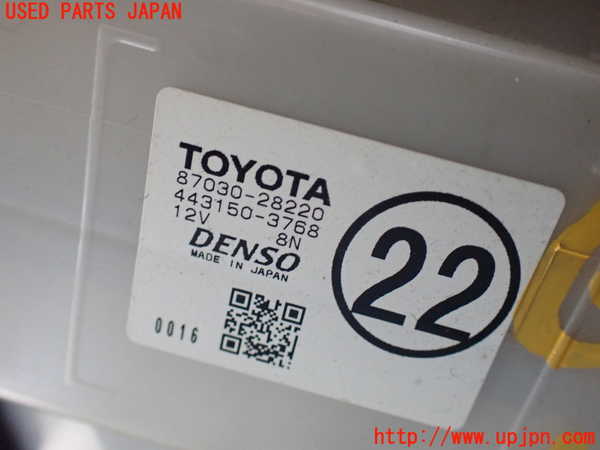 USED PARTS JAPAN
TOYOTA
87030-28220
443150-3768
12V 8N
DENSO
MADE IN JAPAN
0016
22
http://www.upjpn.com/